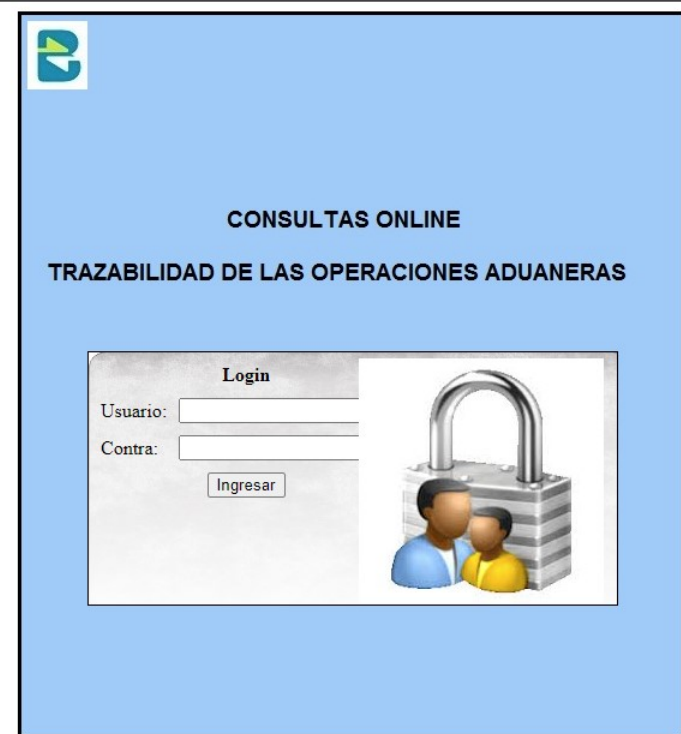 CONSULTAS ONLINE
TRAZABILIDAD DE LAS OPERACIONES ADUANERAS
Login
Usuario:
Contra:
Ingresar